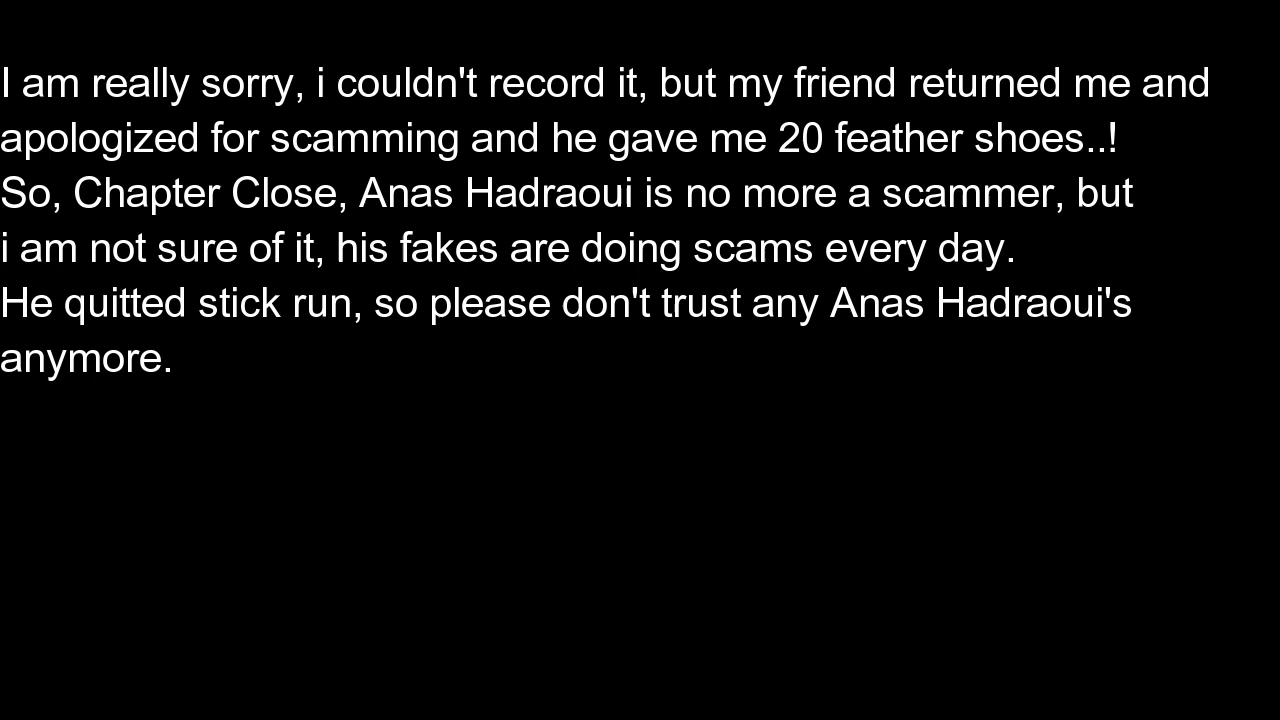 I am really sorry, i couldn't record it, but my friend returned me and
apologized for scamming and he gave me 20 feather shoes..!
So, Chapter Close, Anas Hadraoui is no more a scammer, but
i am not sure of it, his fakes are doing scams every day.
He quitted stick run, so please don't trust any Anas Hadraoui's
anymore.